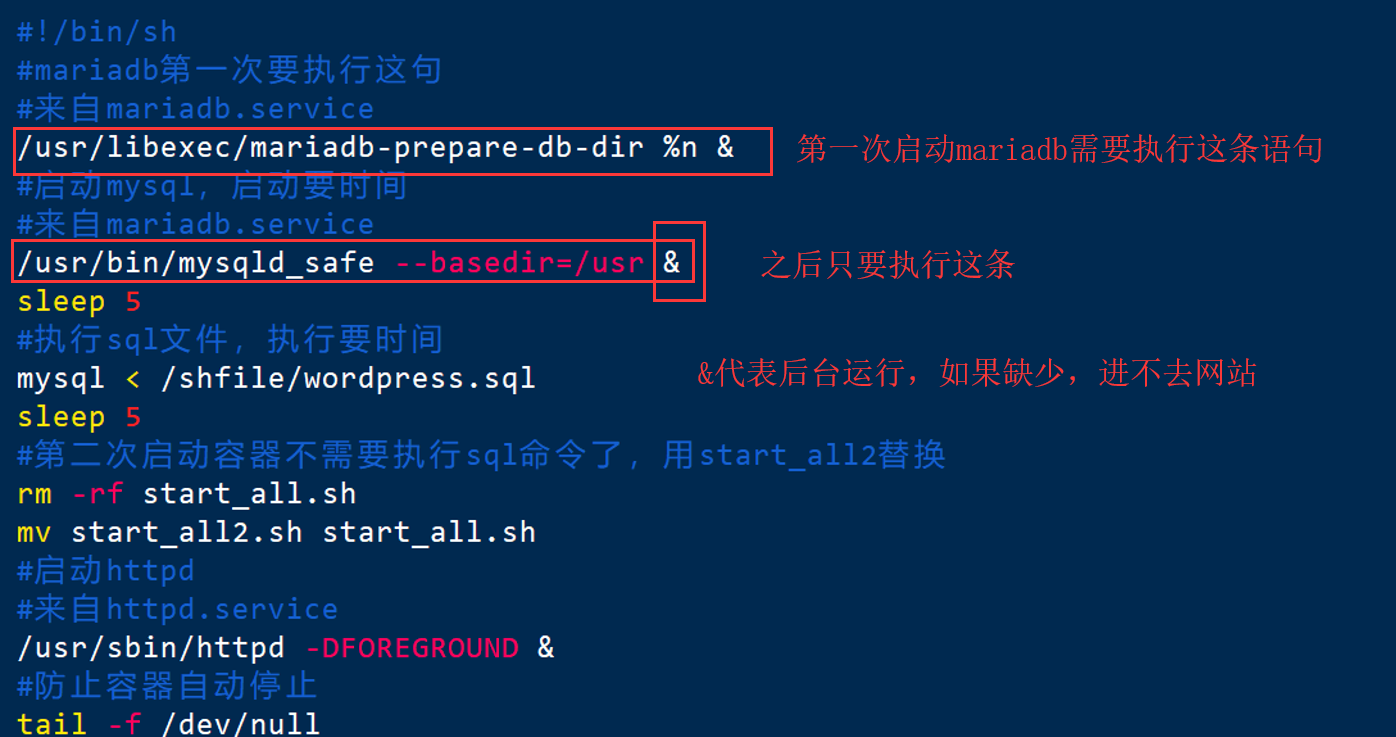 #!/bin/sh
#mariadb第一次要执行这句
#来自mariadb.service
/usr/libexec/mariadb-prepare-db-dir %n &
第一次启动mariadb需要执行这条语句
#启动mysql，启动要时间
#来自mariadb.service
/usr/bin/mysqld_safe --basedir=/usr &
之后只要执行这条
sleep 5
#执行sql文件，执行要时间
mysql < /shfile/wordpress.sql
&代表后台运行，如果缺少，进不去网站
sleep 5
#第二次启动容器不需要执行sql命令了，用start_all2替换
rm -rf start_all.sh
mv start_all2.sh start_all.sh
#启动httpd
#来自httpd.service
/usr/sbin/httpd -DFOREGROUND &
#防止容器自动停止
tail -f /dev/null